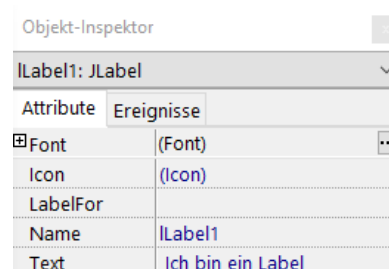 Objekt-Inspektor
lLabel1: JLabel
Attribute Ereignisse
Font (Font)
Icon (Icon)
LabelFor
Name lLabel1
Text Ich bin ein Label